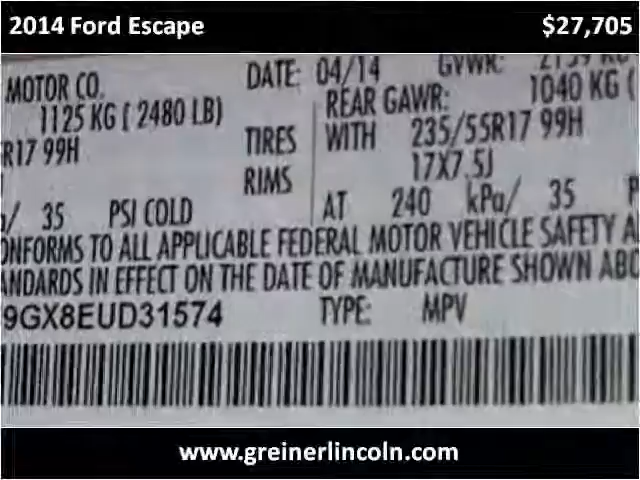 2014 Ford Escape $27,705
MOTOR CO. DATE: 04/14 GVWR:
1125 KG ( 2480 LB) REAR GAWR: 1040 KG (
R17 99H TIRES WITH 235/55R17 99H
RIMS 17X7.5J
/ 35 PSI COLD AT 240 kPa/ 35
ONFORMS TO ALL APPLICABLE FEDERAL MOTOR VEHICLE SAFETY A
ANDARDS IN EFFECT ON THE DATE OF MANUFACTURE SHOWN ABO
9GX8EUD31574 TYPE: MPV
www.greinerlincoln.com